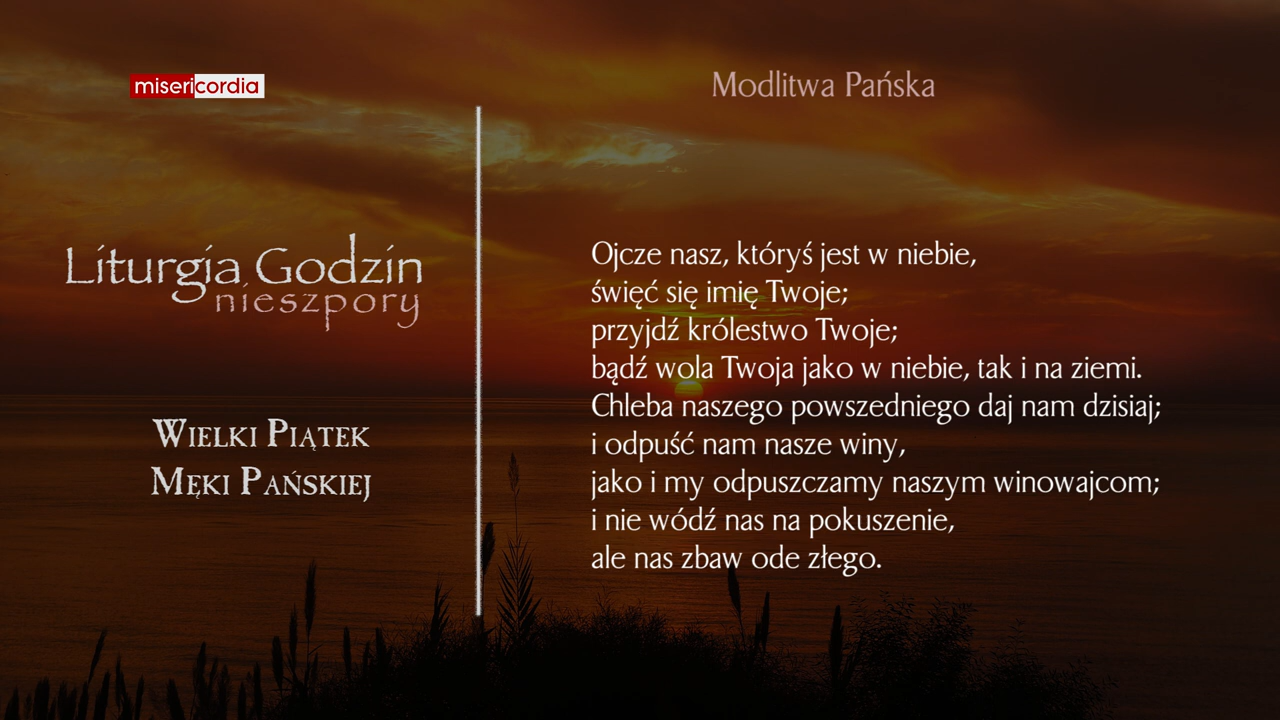 misericordia
Liturgia Godzin
nieszpory
Wielki Piątek
Męki Pańskiej
Modlitwa Pańska
Ojcze nasz, któryś jest w niebie,
święć się imię Twoje;
przyjdź królestwo Twoje;
bądź wola Twoja jako w niebie, tak i na ziemi.
Chleba naszego powszedniego daj nam dzisiaj;
i odpuść nam nasze winy,
jako i my odpuszczamy naszym winowajcom;
i nie wódź nas na pokuszenie,
ale nas zbaw ode złego.